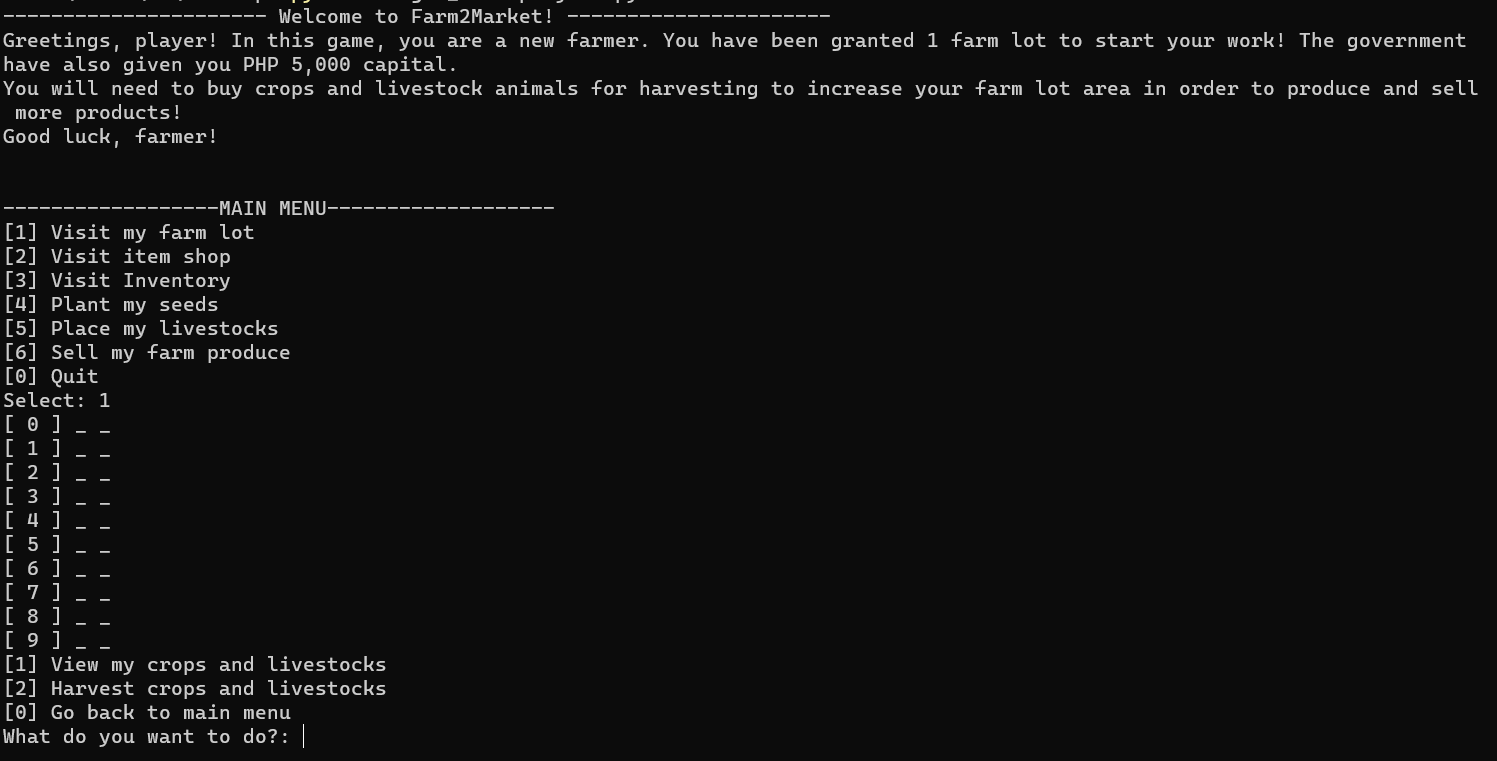 ---------------------- Welcome to Farm2Market! ----------------------
Greetings, player! In this game, you are a new farmer. You have been granted 1 farm lot to start your work! The government
have also given you PHP 5,000 capital.
You will need to buy crops and livestock animals for harvesting to increase your farm lot area in order to produce and sell
 more products!
Good luck, farmer!
------------------MAIN MENU-------------------
[1] Visit my farm lot
[2] Visit item shop
[3] Visit Inventory
[4] Plant my seeds
[5] Place my livestocks
[6] Sell my farm produce
[0] Quit
Select: 1
[ 0 ] _ _
[ 1 ] _ _
[ 2 ] _ _
[ 3 ] _ _
[ 4 ] _ _
[ 5 ] _ _
[ 6 ] _ _
[ 7 ] _ _
[ 8 ] _ _
[ 9 ] _ _
[1] View my crops and livestocks
[2] Harvest crops and livestocks
[0] Go back to main menu
What do you want to do?: